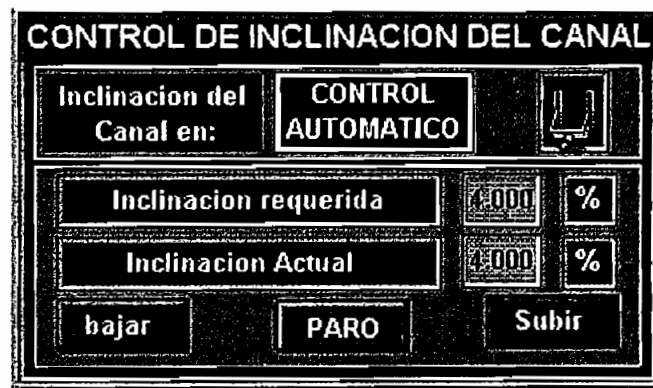 CONTROL DE INCLINACION DEL CANAL
Inclinacion del
Canal en:
CONTROL
AUTOMATICO
Inclinacion requerida 4.000 %
Inclinacion Actual 4.000 %
bajar PARO Subir